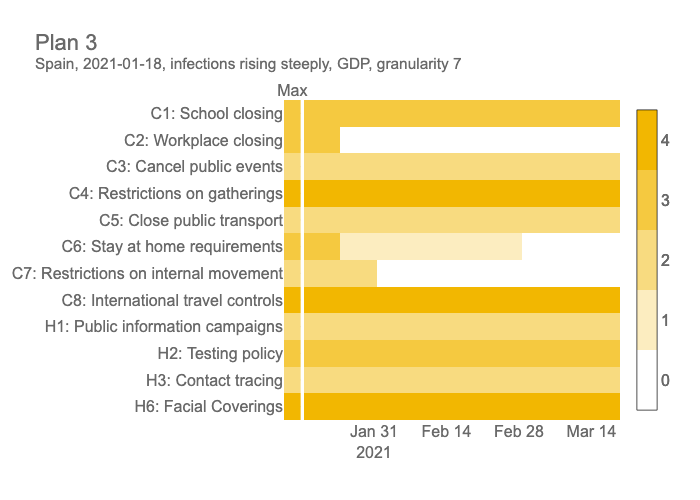 Plan 3
Spain, 2021-01-18, infections rising steeply, GDP, granularity 7
Max
C1: School closing
C2: Workplace closing
C3: Cancel public events
C4: Restrictions on gatherings
C5: Close public transport
C6: Stay at home requirements
C7: Restrictions on internal movement
C8: International travel controls
H1: Public information campaigns
H2: Testing policy
H3: Contact tracing
H6: Facial Coverings
Jan 31 Feb 14 Feb 28 Mar 14
2021
4
3
2
1
0